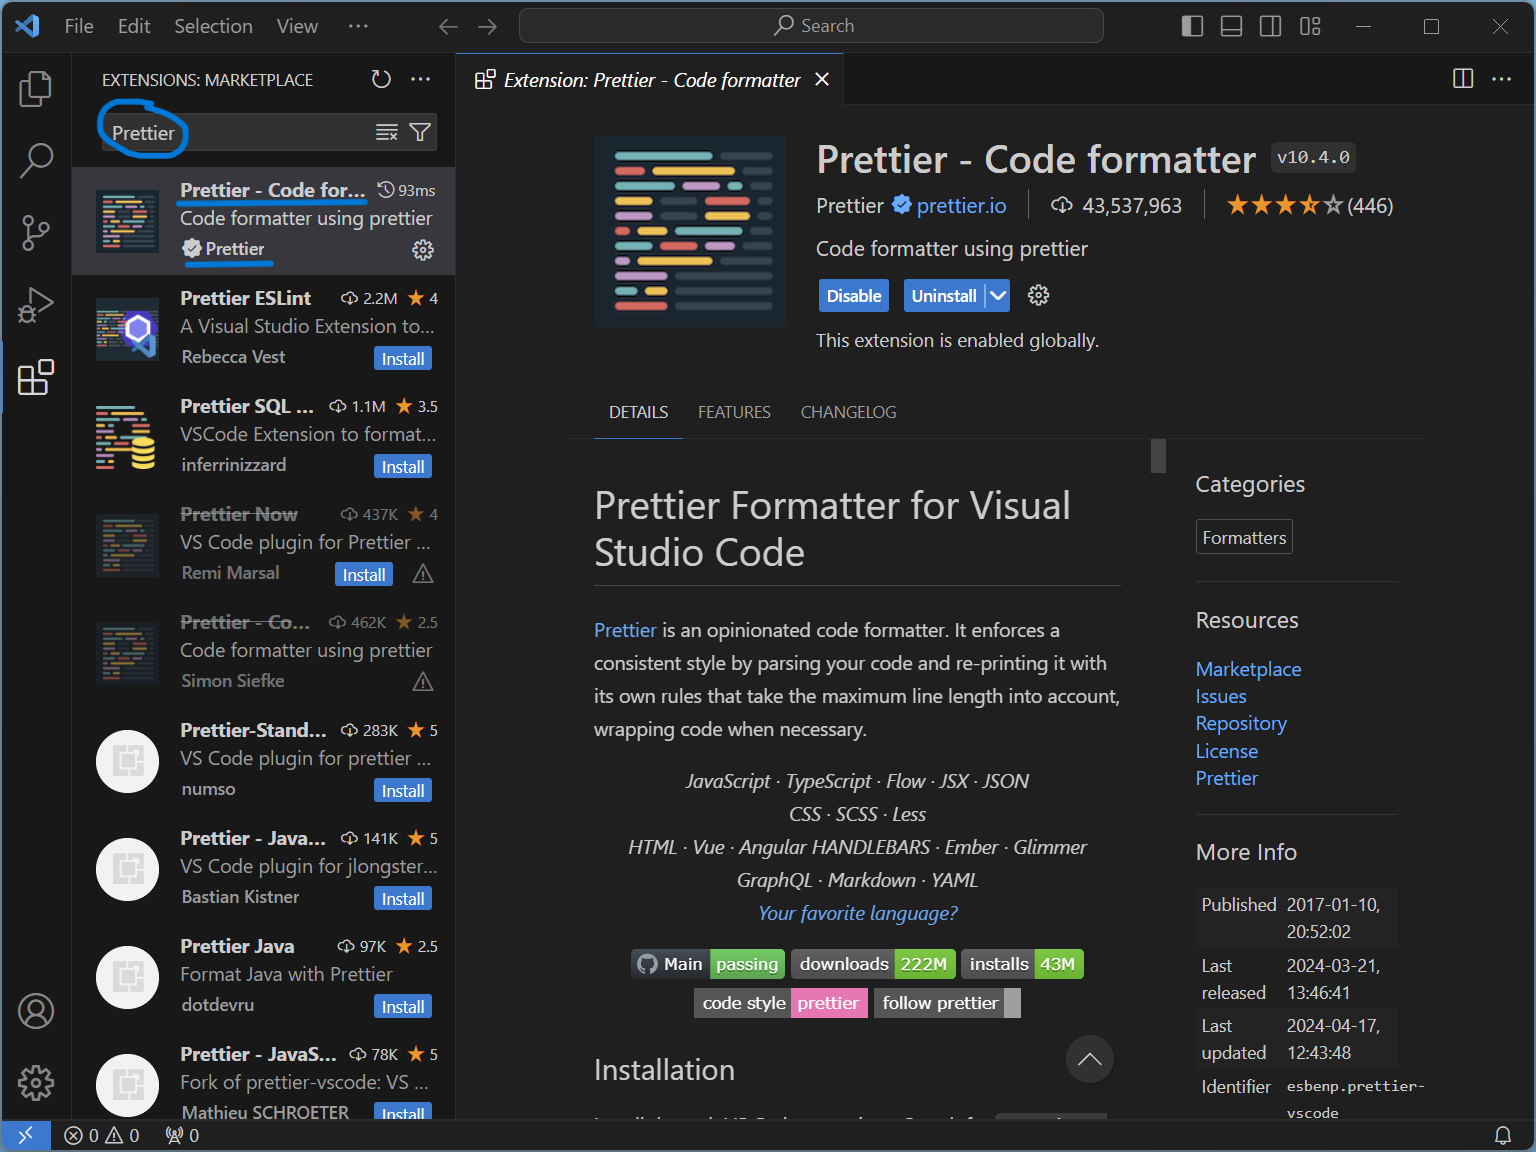 File Edit Selection View ··· Search
EXTENSIONS: MARKETPLACE
Prettier
Prettier - Code for... 93ms
Code formatter using prettier
Prettier
Prettier ESLint 2.2M ★ 4
A Visual Studio Extension to...
Rebecca Vest Install
Prettier SQL ... 1.1M ★ 3.5
VSCode Extension to format...
inferrinizzard Install
Prettier Now 437K ★ 4
VS Code plugin for Prettier ...
Remi Marsal Install
Prettier - Co... 462K ★ 2.5
Code formatter using prettier
Simon Siefke
Prettier-Stand... 283K ★ 5
VS Code plugin for prettier ...
numso Install
Prettier - Java... 141K ★ 5
VS Code plugin for jlongster...
Bastian Kistner Install
Prettier Java 97K ★ 2.5
Format Java with Prettier
dotdevru Install
Prettier - JavaS... 78K ★ 5
Fork of prettier-vscode: VS ...
Mathieu SCHROETER Install
Extension: Prettier - Code formatter
Prettier - Code formatter v10.4.0
Prettier prettier.io 43,537,963 (446)
Code formatter using prettier
Disable Uninstall
This extension is enabled globally.
DETAILS FEATURES CHANGELOG
Prettier Formatter for Visual
Studio Code
Prettier is an opinionated code formatter. It enforces a
consistent style by parsing your code and re-printing it with
its own rules that take the maximum line length into account,
wrapping code when necessary.
JavaScript · TypeScript · Flow · JSX · JSON
CSS · SCSS · Less
HTML · Vue · Angular HANDLEBARS · Ember · Glimmer
GraphQL · Markdown · YAML
Your favorite language?
Main passing downloads 222M installs 43M
code style prettier follow prettier
Installation
Categories
Formatters
Resources
Marketplace
Issues
Repository
License
Prettier
More Info
Published 2017-01-10,
20:52:02
Last 2024-03-21,
released 13:46:41
Last 2024-04-17,
updated 12:43:48
Identifier esbenp.prettier-
vscode
0 0 0